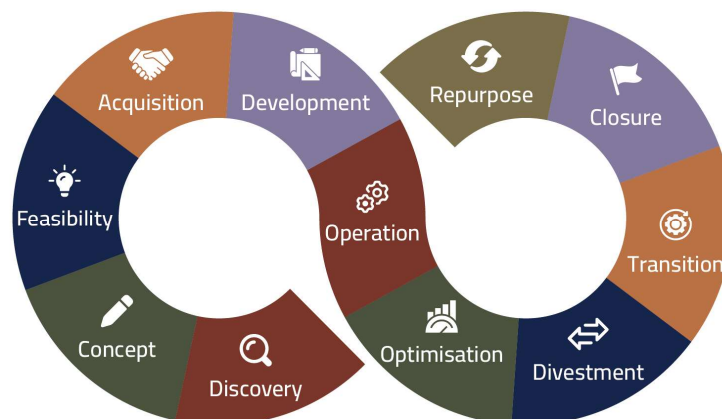 Discovery
Concept
Feasibility
Acquisition
Development
Operation
Optimisation
Divestment
Transition
Closure
Repurpose